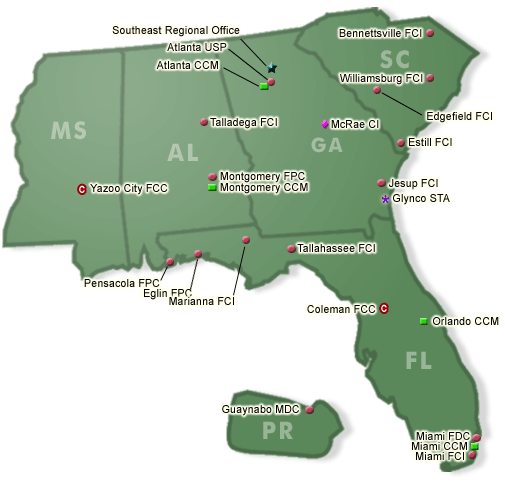 Southeast Regional Office
Atlanta USP
Atlanta CCM
Bennettsville FCI
SC
Williamsburg FCI
Edgefield FCI
MS
AL
GA
Talladega FCI
McRae CI
Estill FCI
Yazoo City FCC
C
Montgomery FPC
Montgomery CCM
Jesup FCI
Glynco STA
Tallahassee FCI
Pensacola FPC
Eglin FPC
Marianna FCI
Coleman FCC
C
Orlando CCM
FL
Guaynabo MDC
PR
Miami FDC
Miami CCM
Miami FCI